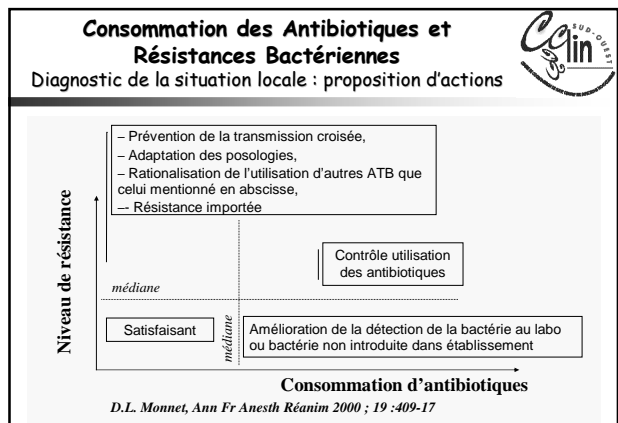 Consommation des Antibiotiques et
Résistances Bactériennes
Diagnostic de la situation locale : proposition d'actions
CClin
SUD-OUEST
– Prévention de la transmission croisée,
– Adaptation des posologies,
– Rationalisation de l'utilisation d'autres ATB que
celui mentionné en abscisse,
–- Résistance importée
Niveau de résistance
Contrôle utilisation
des antibiotiques
médiane
Satisfaisant
médiane
Amélioration de la détection de la bactérie au labo
ou bactérie non introduite dans établissement
Consommation d'antibiotiques
D.L. Monnet, Ann Fr Anesth Réanim 2000 ; 19 :409-17